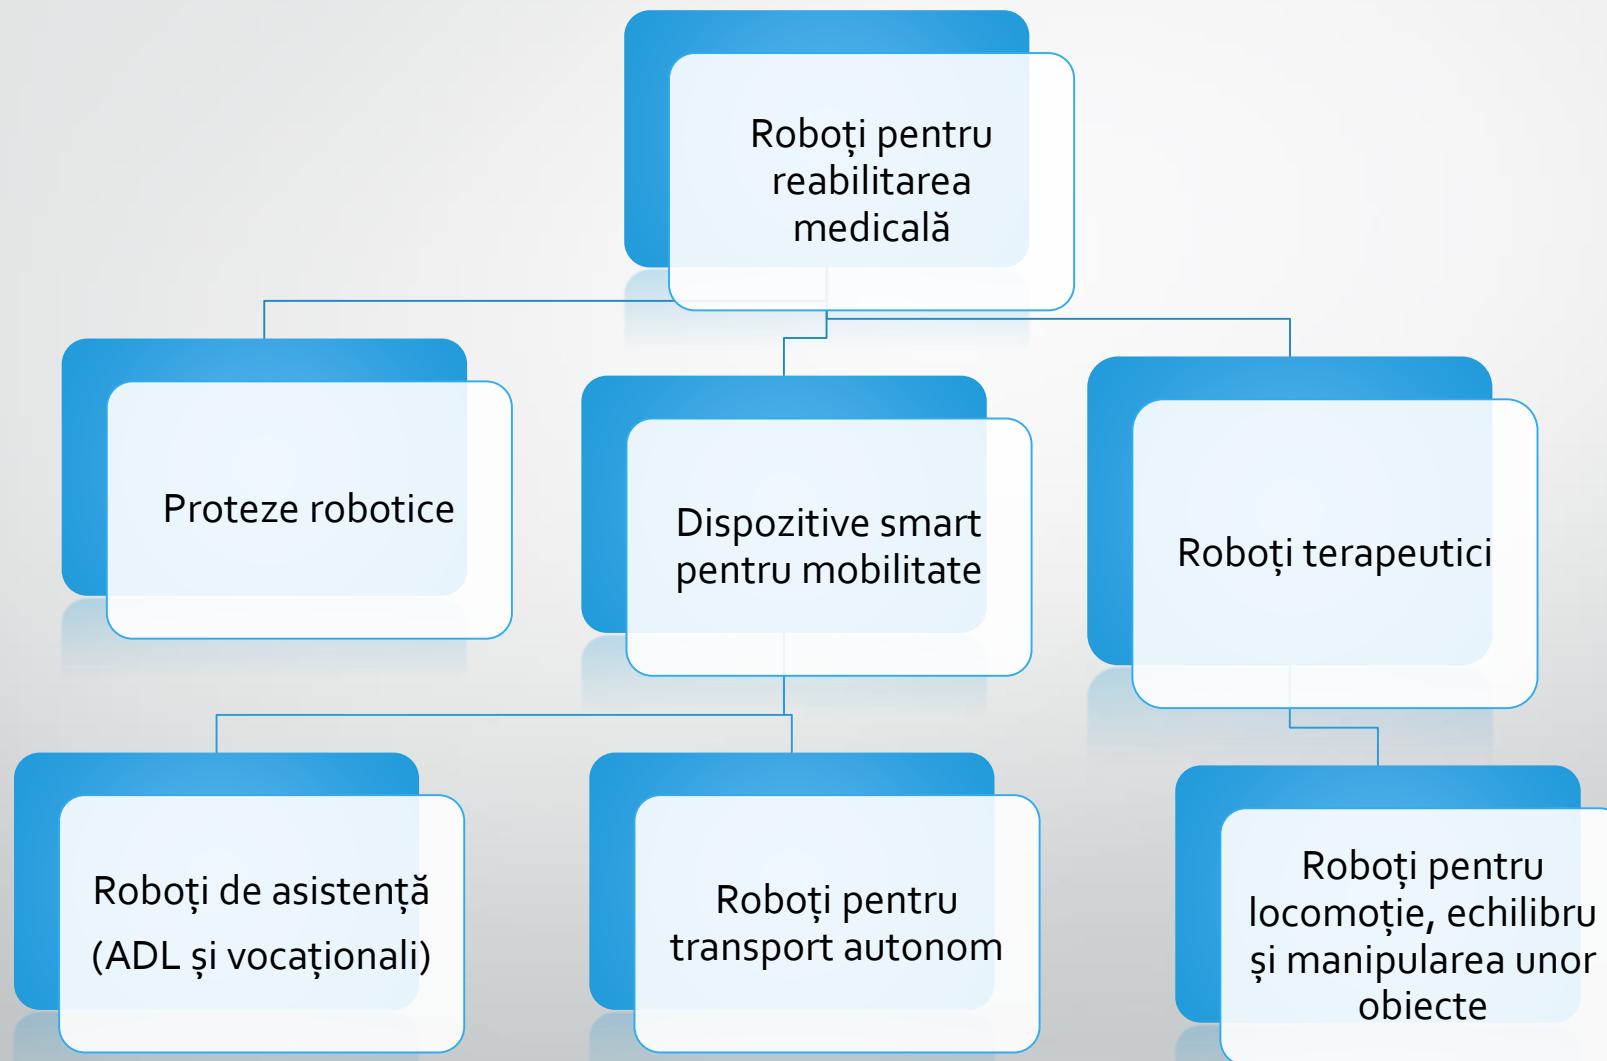 Roboți pentru
reabilitarea
medicală
Proteze robotice
Dispozitive smart
pentru mobilitate
Roboți terapeutici
Roboți de asistență
(ADL și vocaționali)
Roboți pentru
transport autonom
Roboți pentru
locomoție, echilibru
și manipularea unor
obiecte